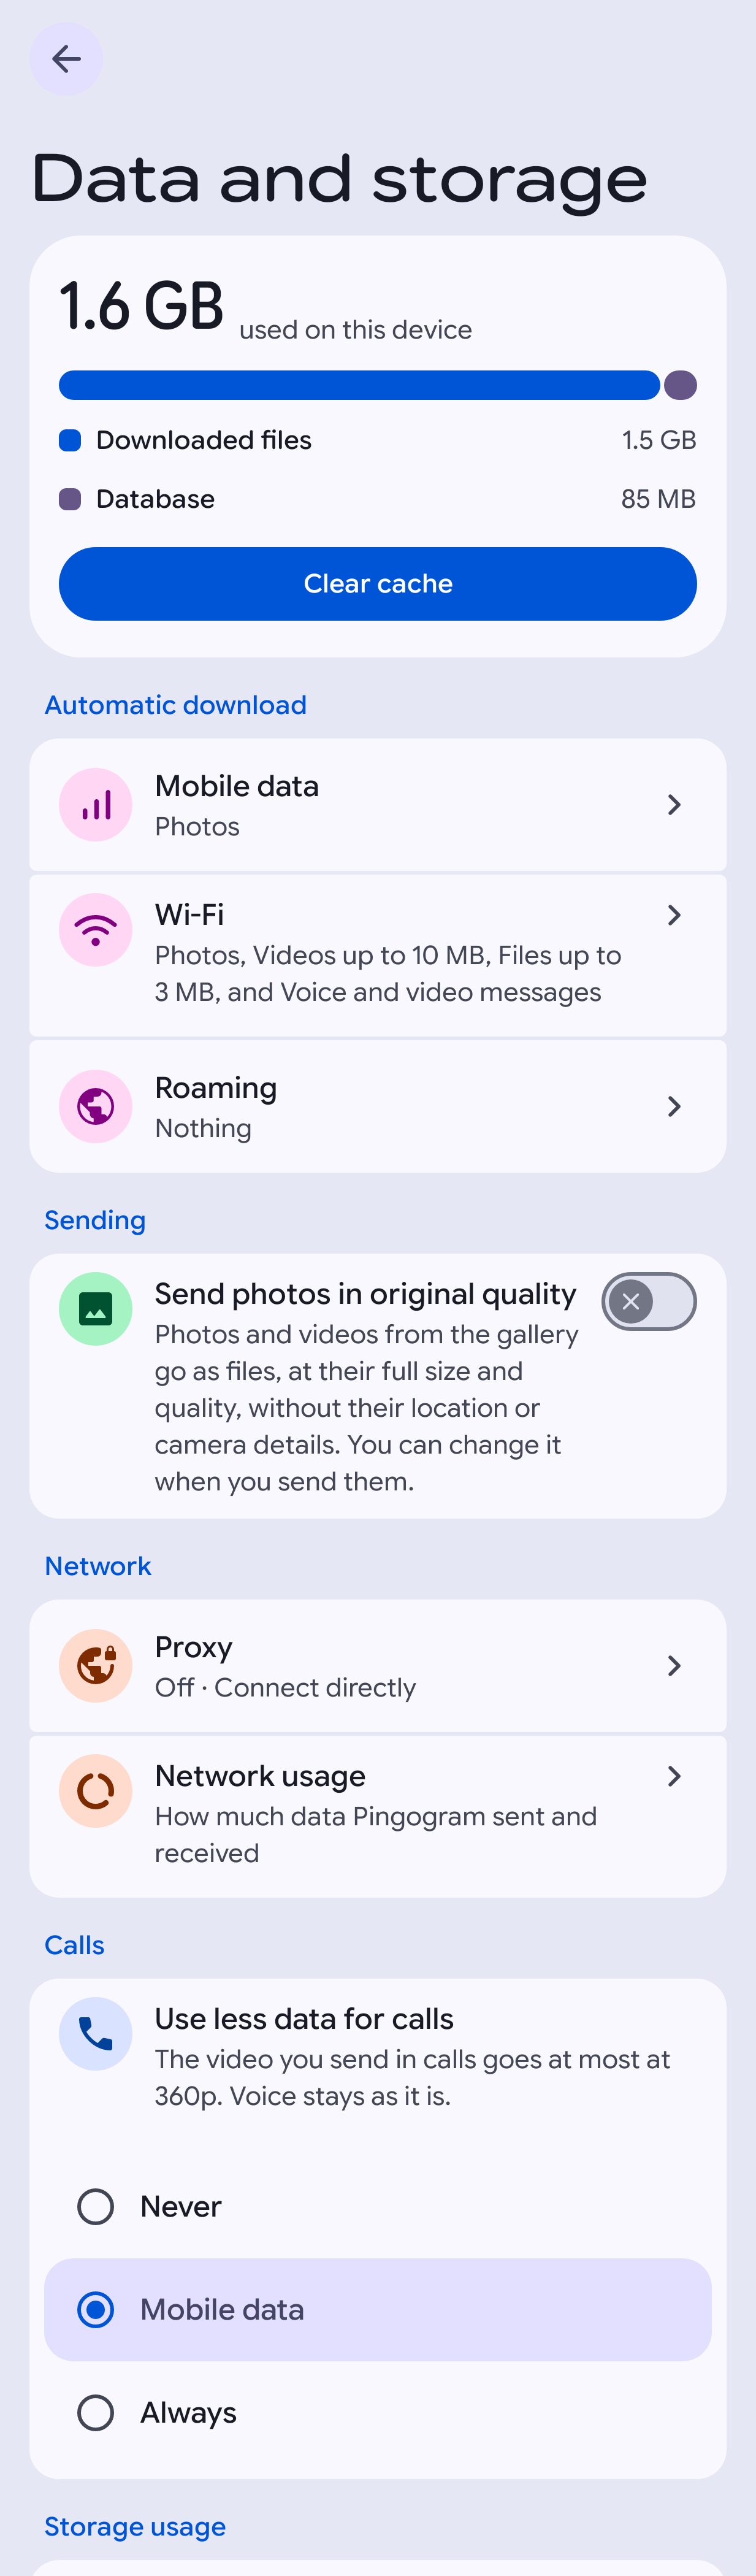 Data and storage
1.6 GB used on this device
Downloaded files 1.5 GB
Database 85 MB
Clear cache
Automatic download
Mobile data
Photos
Wi-Fi
Photos, Videos up to 10 MB, Files up to
3 MB, and Voice and video messages
Roaming
Nothing
Sending
Send photos in original quality
Photos and videos from the gallery
go as files, at their full size and
quality, without their location or
camera details. You can change it
when you send them.
Network
Proxy
Off · Connect directly
Network usage
How much data Pingogram sent and
received
Calls
Use less data for calls
The video you send in calls goes at most at
360p. Voice stays as it is.
Never
Mobile data
Always
Storage usage